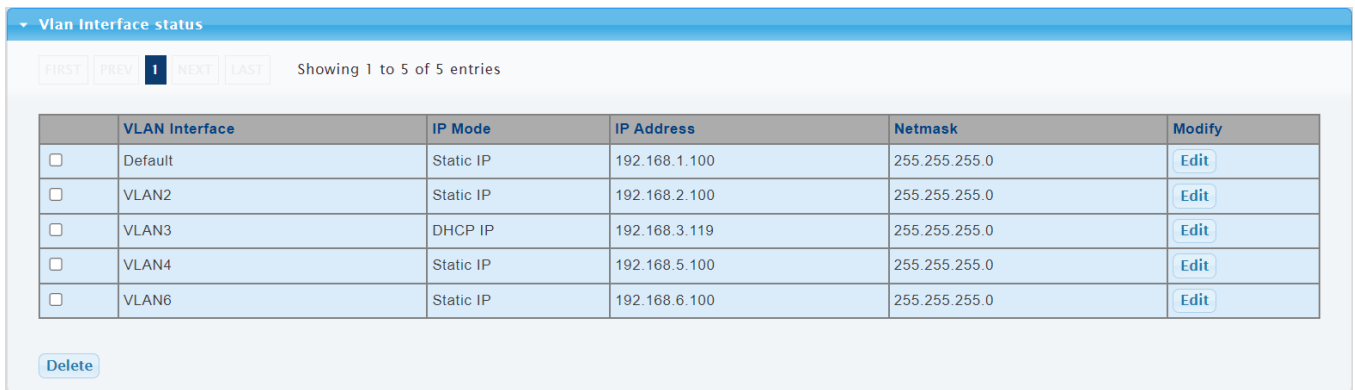 Vlan Interface status
FIRST PREV 1 NEXT LAST Showing 1 to 5 of 5 entries
VLAN Interface IP Mode IP Address Netmask Modify
Default Static IP 192.168.1.100 255.255.255.0 Edit
VLAN2 Static IP 192.168.2.100 255.255.255.0 Edit
VLAN3 DHCP IP 192.168.3.119 255.255.255.0 Edit
VLAN4 Static IP 192.168.5.100 255.255.255.0 Edit
VLAN6 Static IP 192.168.6.100 255.255.255.0 Edit
Delete